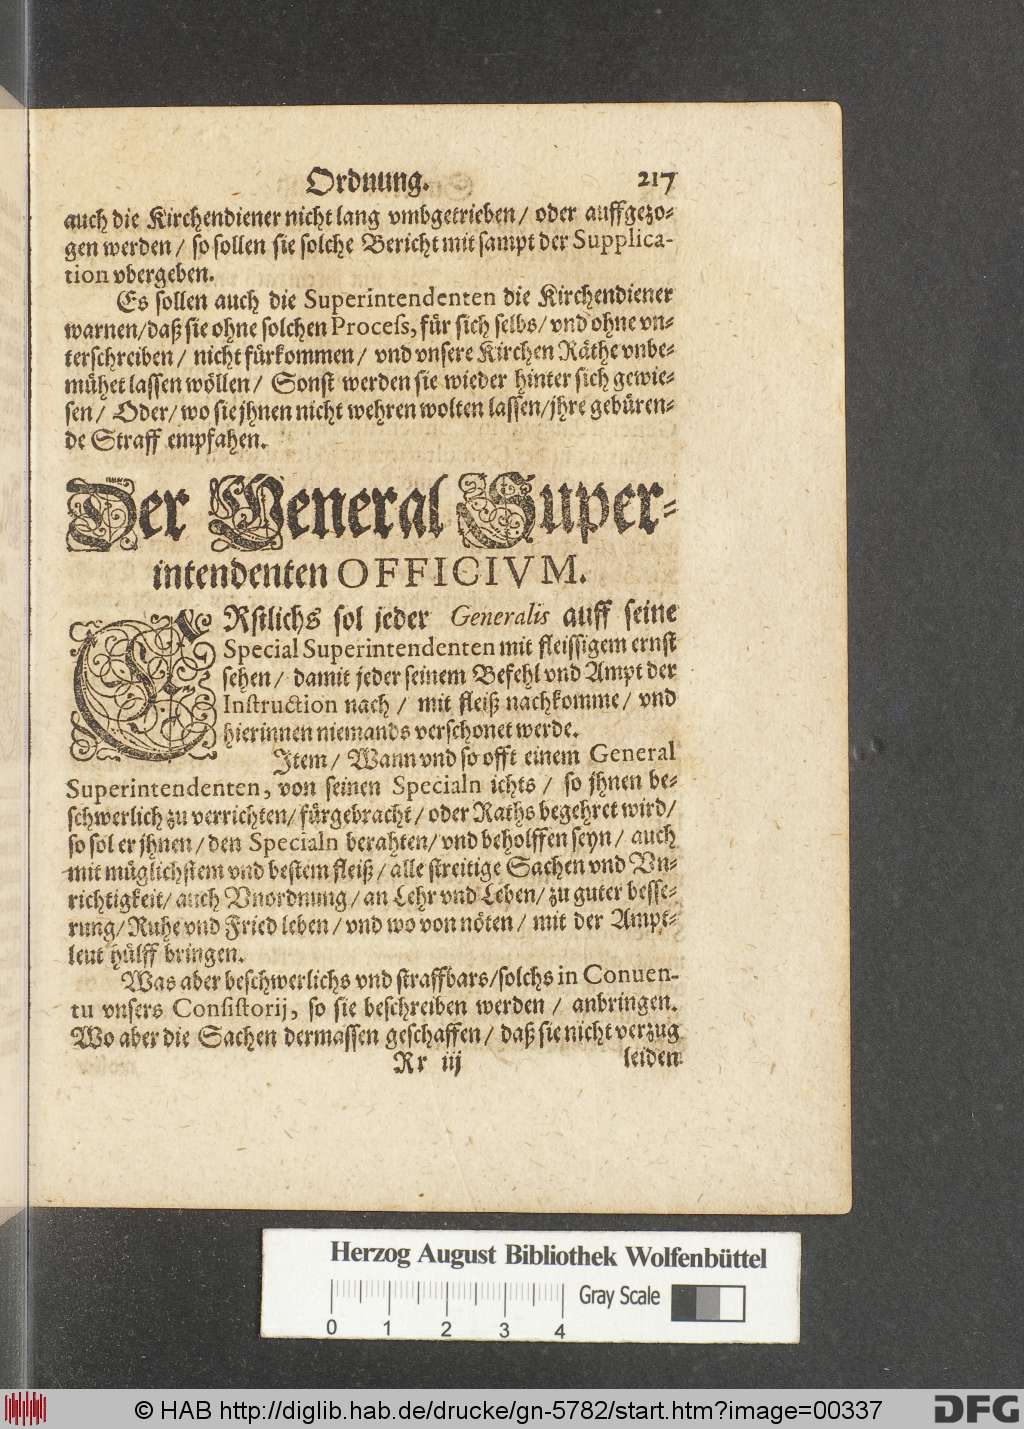 Ordnung. 217
auch die Kirchendiener nicht lang vmbgetrieben / oder auffgezo-
gen werden / so sollen sie solche Bericht mit sampt der Supplica-
tion vbergeben.
Es sollen auch die Superintendenten die Kirchendiener
warnen/daß sie ohne solchen Proceſs, für sich selbs/vnd ohne vn-
terschreiben / nicht fürkommen / vnd vnsere Kirchen Räthe vnbe-
mühet lassen wöllen / Sonst werden sie wieder hinter sich gewie-
sen / Oder/ wo sie jhnen nicht wehren wolten lassen/jhre gebüren-
de Straff empfahen.
Der General Super-
intendenten OFFICIVM.
ERstlichs sol jeder Generalis auff seine
Special Superintendenten mit fleissigem ernst
sehen / damit jeder seinem Befehl vnd Ampt der
Inſtruction nach / mit fleiß nachkomme / vnd
hierinnen niemands verschonet werde.
Item / Wann vnd so offt einem General
Superintendenten, von seinen Specialn ichts / so jhnen be-
schwerlich zu verrichten/ fürgebracht / oder Raths begehret wird/
so sol er jhnen / den Specialn berahten/ vnd beholffen seyn / auch
mit müglichstem vnd bestem fleiß / alle streitige Sachen vnd Vn-
richtigkeit/ auch Vnordnung / an Lehr vnd Leben/ zu guter besse-
rung/ Ruhe vnd Fried leben / vnd wo von nöten / mit der Ampt-
leut hülff bringen.
Was aber beschwerlichs vnd straffbars/solchs in Conuen-
tu vnsers Conſiſtorij, so sie beschreiben werden / anbringen.
Wo aber die Sachen dermassen geschaffen / daß sie nicht verzug
Rr iij leiden
Herzog August Bibliothek Wolfenbüttel
Gray Scale
0 1 2 3 4
© HAB http://diglib.hab.de/drucke/gn-5782/start.htm?image=00337 DFG